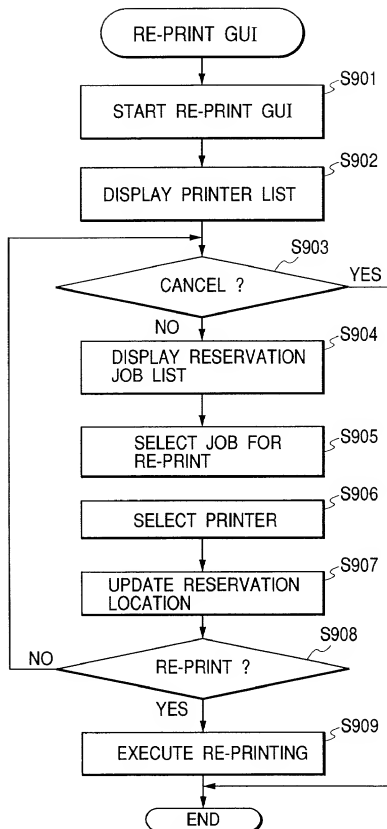 RE-PRINT GUI
S901
START RE-PRINT GUI
S902
DISPLAY PRINTER LIST
S903
CANCEL ?
YES
NO
S904
DISPLAY RESERVATION
JOB LIST
S905
SELECT JOB FOR
RE-PRINT
S906
SELECT PRINTER
S907
UPDATE RESERVATION
LOCATION
S908
NO
RE-PRINT ?
YES
S909
EXECUTE RE-PRINTING
END